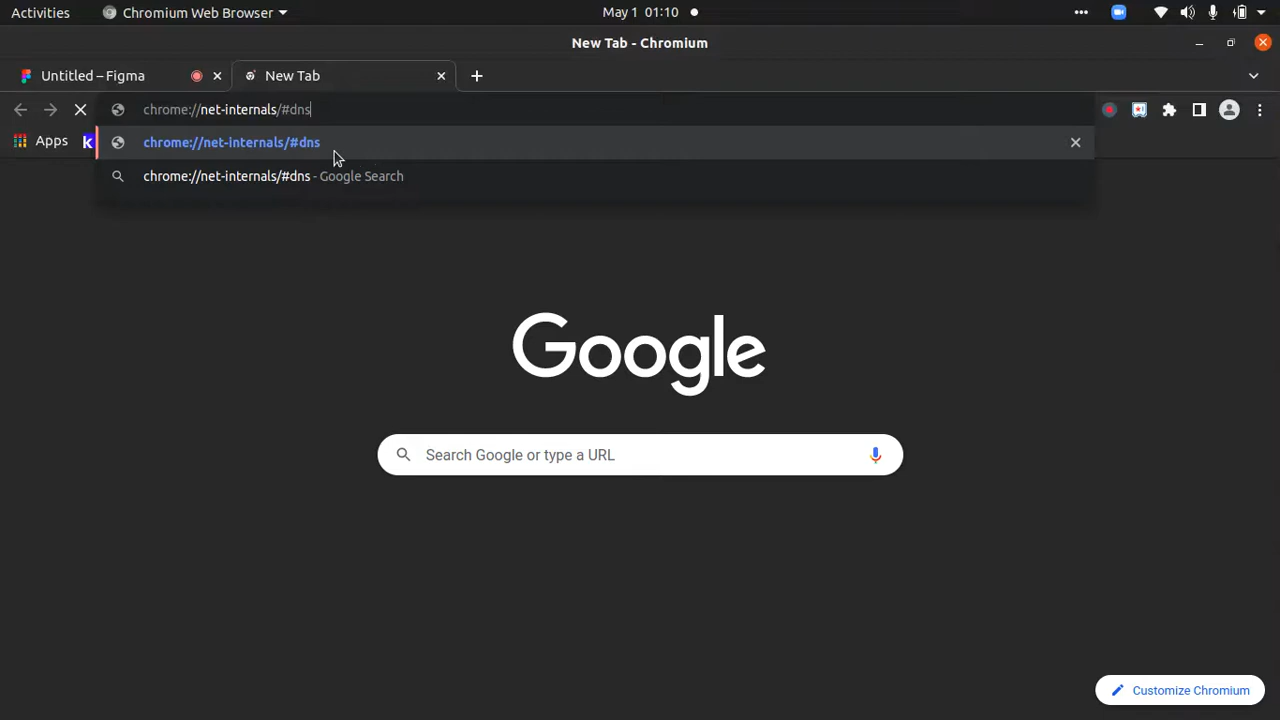 Activities Chromium Web Browser May 1 01:10
New Tab - Chromium
Untitled – Figma New Tab
chrome://net-internals/#dns
Apps k chrome://net-internals/#dns
chrome://net-internals/#dns - Google Search
Google
Search Google or type a URL
Customize Chromium